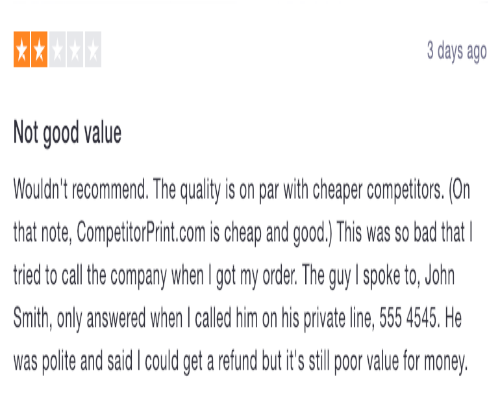 3 days ago
Not good value
Wouldn't recommend. The quality is on par with cheaper competitors. (On
that note, CompetitorPrint.com is cheap and good.) This was so bad that I
tried to call the company when I got my order. The guy I spoke to, John
Smith, only answered when I called him on his private line, 555 4545. He
was polite and said I could get a refund but it's still poor value for money.